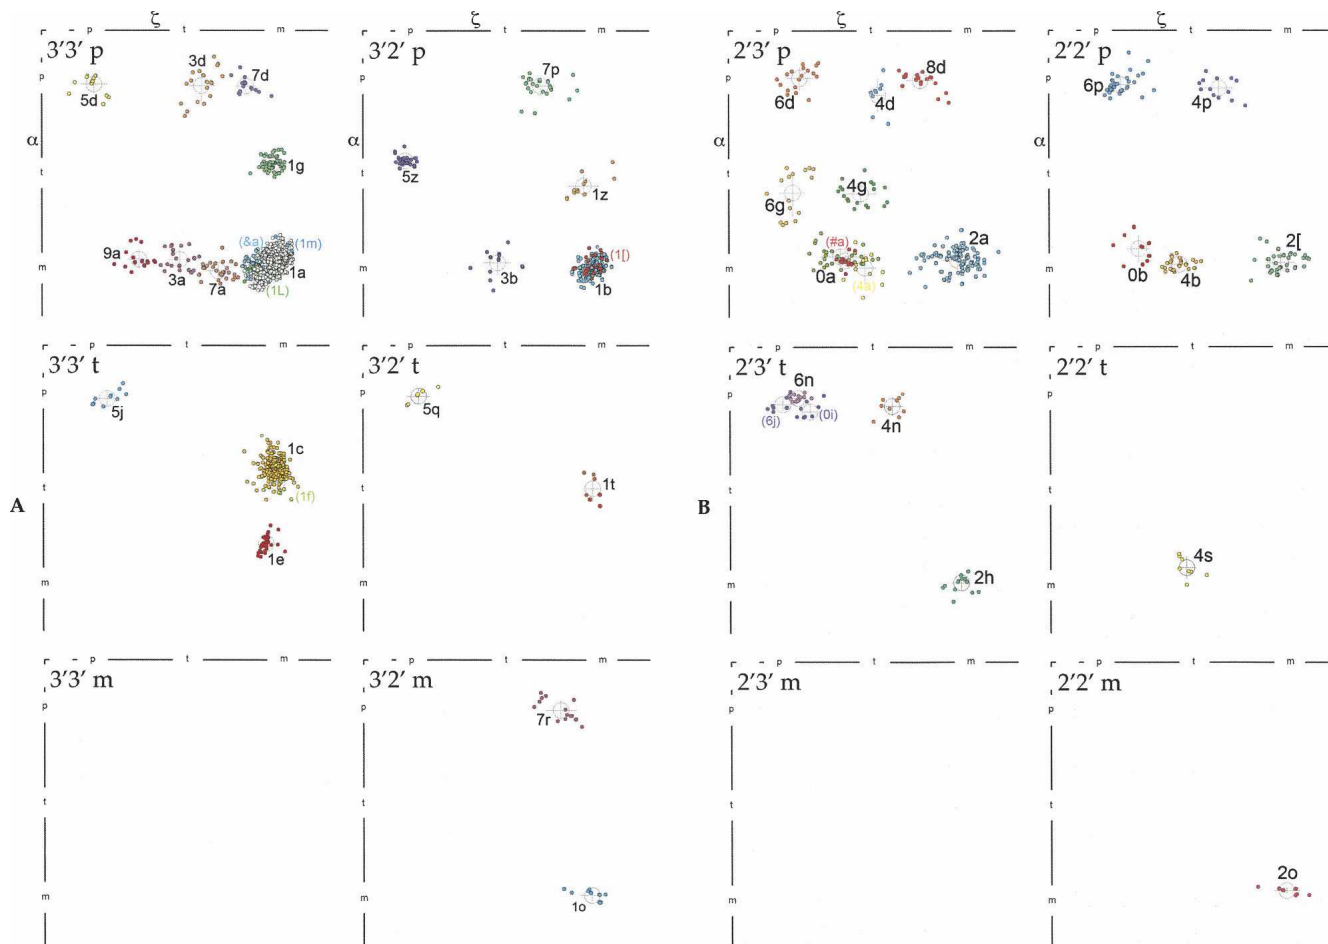 ζ ζ
p t m p t m p t m p t m
3′3′ p 3′2′ p 2′3′ p 2′2′ p
p p p p
5d 3d 7d 7p 6d 4d 8d 6p 4p
α α α α
t t t t
1g 5z 1z 6g 4g
(&a) (1m) (#a)
9a 3a 7a 1a 3b 1b (1[) 0a 2a 0b 4b 2[
(1L) (4a)
m m m m
p t m p t m p t m p t m
3′3′ t 3′2′ t 2′3′ t 2′2′ t
p p p p
5j 5q 6n
(6j) (0i) 4n
1c
t t t t
(1f) 1t
A B
1e
4s
2h
m m m m
p t m p t m p t m p t m
3′3′ m 3′2′ m 2′3′ m 2′2′ m
p p p p
7r
t t t t
2o
m m m m
1o